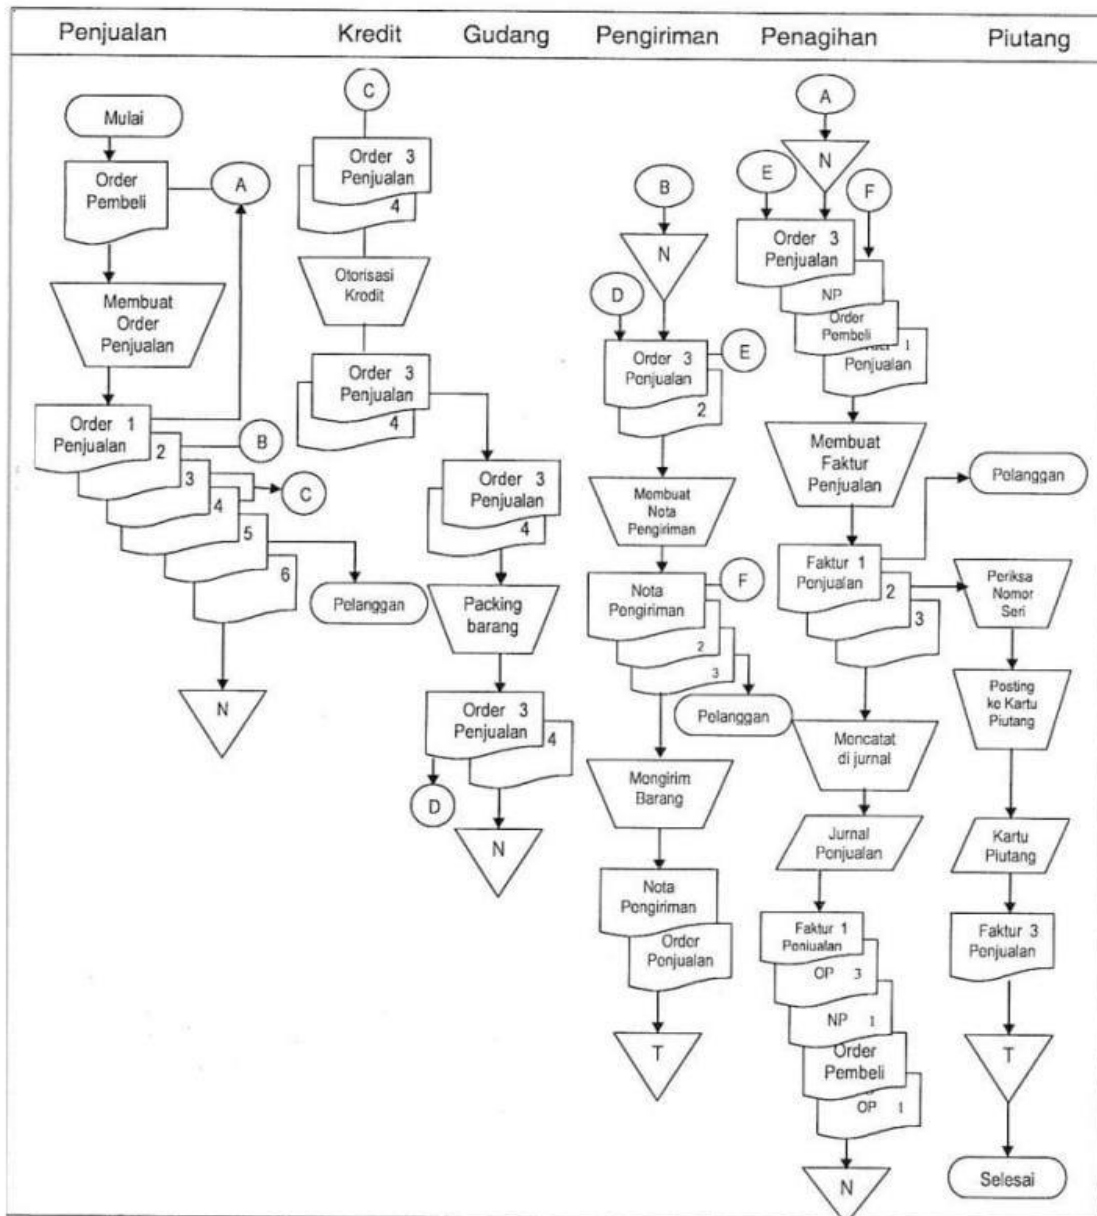 Penjualan
Kredit
Gudang
Pengiriman
Penagihan
Piutang
Mulai
Order
Pembeli
A
Membuat
Order
Penjualan
Order 1
Penjualan
2
3
4
5
6
B
C
Pelanggan
N
C
Order 3
Penjualan
4
Otorisasi
Kredit
Order 3
Penjualan
4
Order 3
Penjualan
4
Packing
barang
Order 3
Penjualan
4
D
N
B
N
D
Order 3
Penjualan
2
E
Membuat
Nota
Pengiriman
Nota
Pengiriman
2
3
F
Pelanggan
Mongirim
Barang
Nota
Pongiriman
Order
Ponjualan
T
A
N
E
F
Order 3
Penjualan
NP
Order
Pembeli
1
Penjualan
Membuat
Faktur
Penjualan
Pelanggan
Faktur 1
Penjualan
2
3
Moncatat
di jurnal
Jurnal
Ponjualan
Faktur 1
Penjualan
OP 3
NP 1
Order
Pembeli
OP 1
N
Periksa
Nomor
Seri
Posting
ke Kartu
Piutang
Kartu
Piutang
Faktur 3
Penjualan
T
Selesai